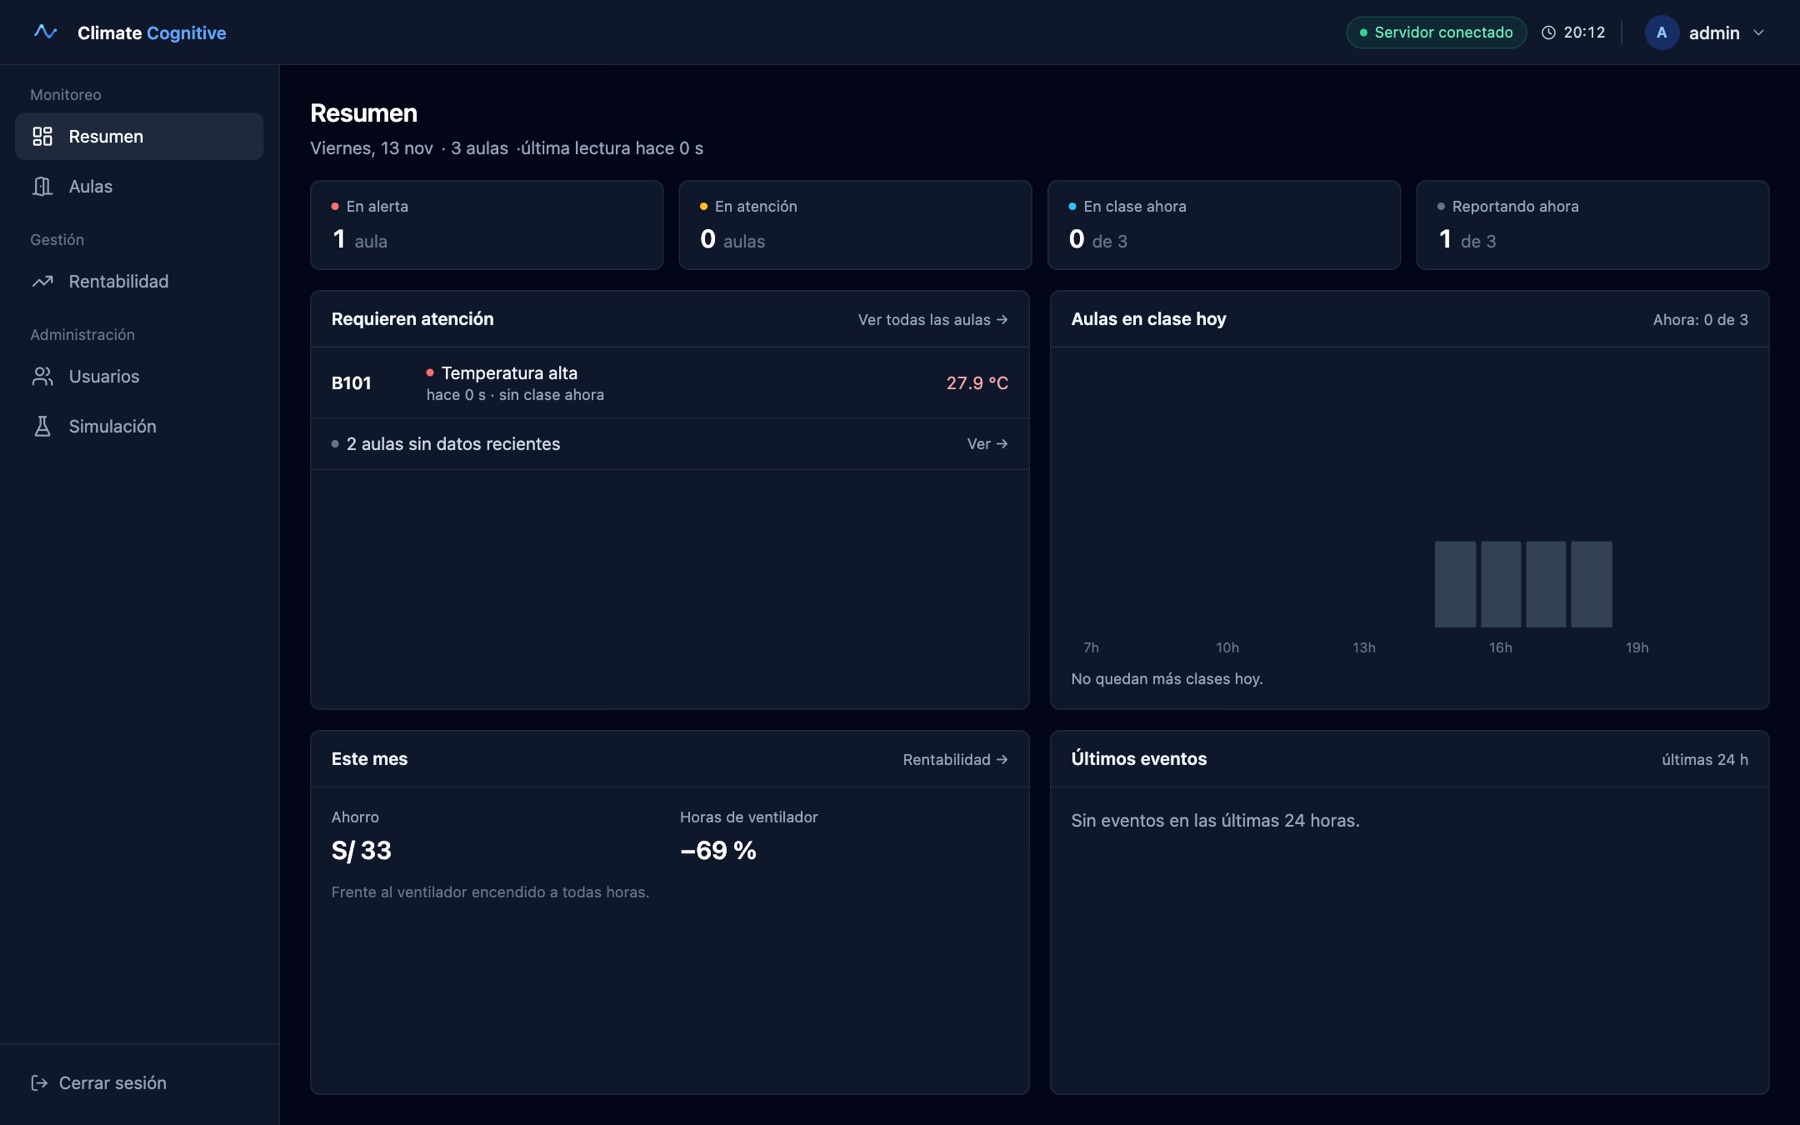 Climate Cognitive
Servidor conectado
20:12
A
admin
Monitoreo
Resumen
Aulas
Gestión
Rentabilidad
Administración
Usuarios
Simulación
Cerrar sesión
Resumen
Viernes, 13 nov · 3 aulas ·última lectura hace 0 s
En alerta
1 aula
En atención
0 aulas
En clase ahora
0 de 3
Reportando ahora
1 de 3
Requieren atención
Ver todas las aulas →
B101
Temperatura alta
hace 0 s · sin clase ahora
27.9 °C
2 aulas sin datos recientes
Ver →
Aulas en clase hoy
Ahora: 0 de 3
7h 10h 13h 16h 19h
No quedan más clases hoy.
Este mes
Rentabilidad →
Ahorro
S/ 33
Horas de ventilador
−69 %
Frente al ventilador encendido a todas horas.
Últimos eventos
últimas 24 h
Sin eventos en las últimas 24 horas.